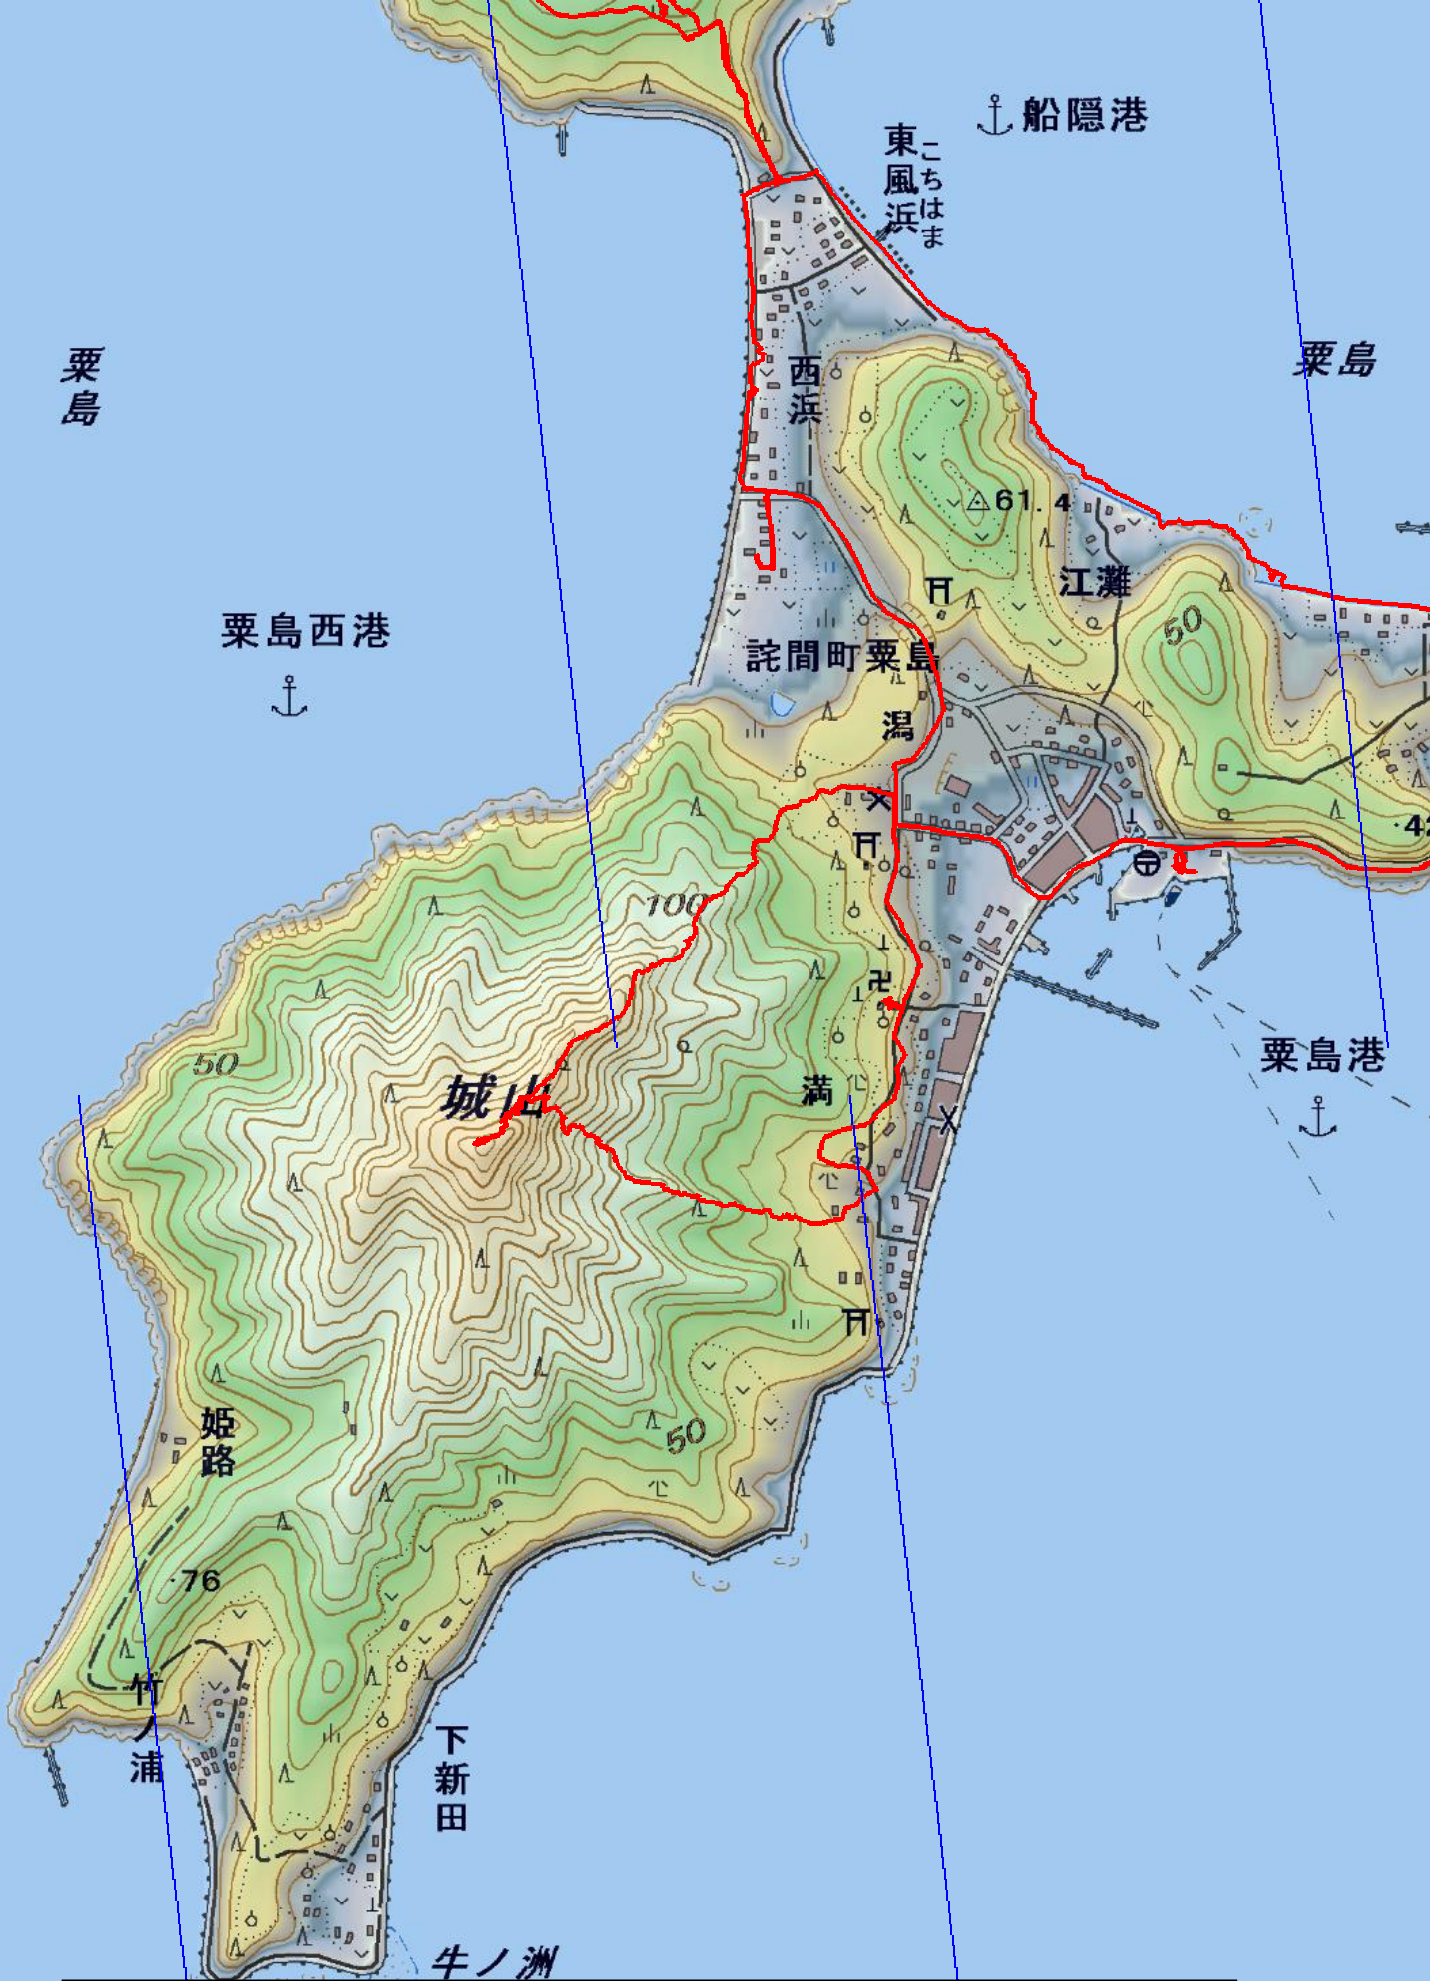 船隠港
東風浜
こちはま
粟島
粟島
西浜
61.4
江灘
50
粟島西港
詫間町粟島
潟
42
100
粟島港
50
城山
満
姫路
50
76
竹ノ浦
下新田
牛ノ洲